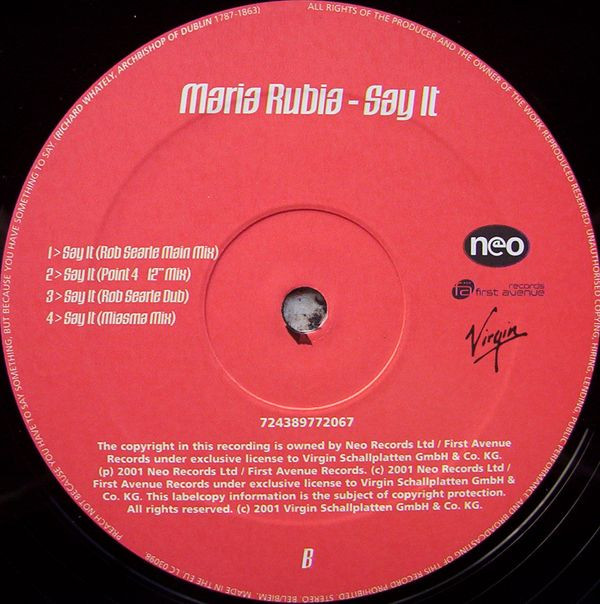 Maria Rubia - Say It
1 > Say It (Rob Searle Main Mix)
2 > Say It (Point 4 12" Mix)
3 > Say It (Rob Searle Dub)
4 > Say It (Miasma Mix)
neo
fa records
first avenue
Virgin
724389772067
The copyright in this recording is owned by Neo Records Ltd / First Avenue
Records under exclusive license to Virgin Schallplatten GmbH & Co. KG.
(p) 2001 Neo Records Ltd / First Avenue Records. (c) 2001 Neo Records Ltd /
First Avenue Records under exclusive license to Virgin Schallplatten GmbH &
Co. KG. This labelcopy information is the subject of copyright protection.
All rights reserved. (c) 2001 Virgin Schallplatten GmbH & Co. KG.
B
PREACH NOT BECAUSE YOU HAVE TO SAY SOMETHING, BUT BECAUSE YOU HAVE SOMETHING TO SAY. (RICHARD WHATELY, ARCHBISHOP OF DUBLIN 1787-1863)
ALL RIGHTS OF THE PRODUCER AND THE OWNER OF THE WORK REPRODUCED RESERVED. UNAUTHORISED COPYING, HIRING, LENDING, PUBLIC PERFORMANCE AND BROADCASTING OF THIS RECORD PROHIBITED. STEREO. BEL/BIEM. MADE IN THE EU. LC03098.